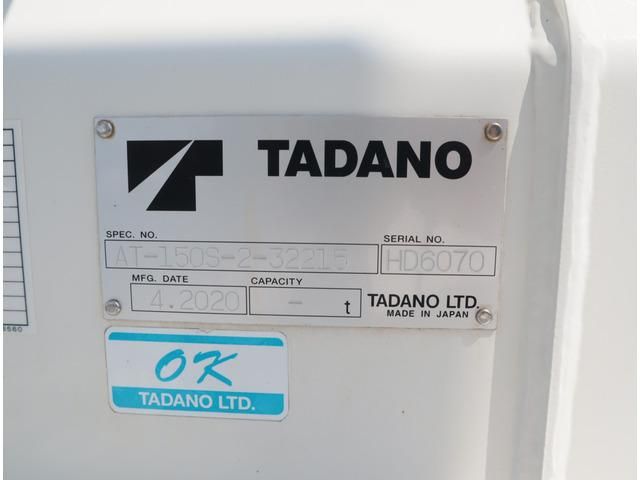 TADANO
SPEC. NO.
SERIAL NO.
AT-150S-2-32215
HD6070
MFG. DATE
CAPACITY
4.2020
- t
TADANO LTD.
MADE IN JAPAN
OK
TADANO LTD.